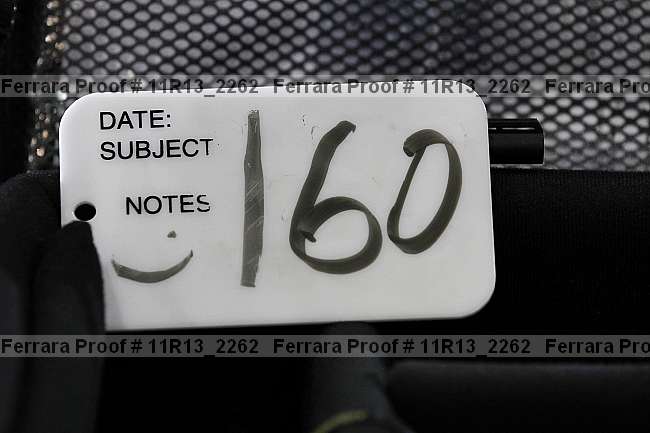 Ferrara Proof # 11R13_2262 Ferrara Proof # 11R13_2262 Ferrara Proo
DATE:
SUBJECT
NOTES
160
Ferrara Proof # 11R13_2262 Ferrara Proof # 11R13_2262 Ferrara Proo